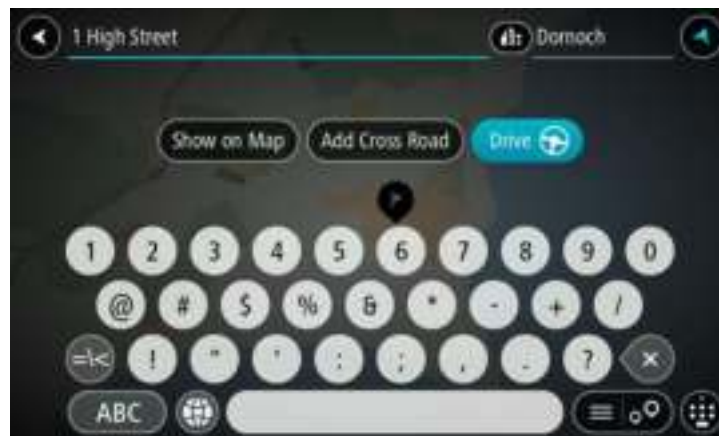 1 High Street Dornoch
Show on Map Add Cross Road Drive
1 2 3 4 5 6 7 8 9 0
@ # $ % & * - + /
=\< ! " ' : ; , . ?
ABC